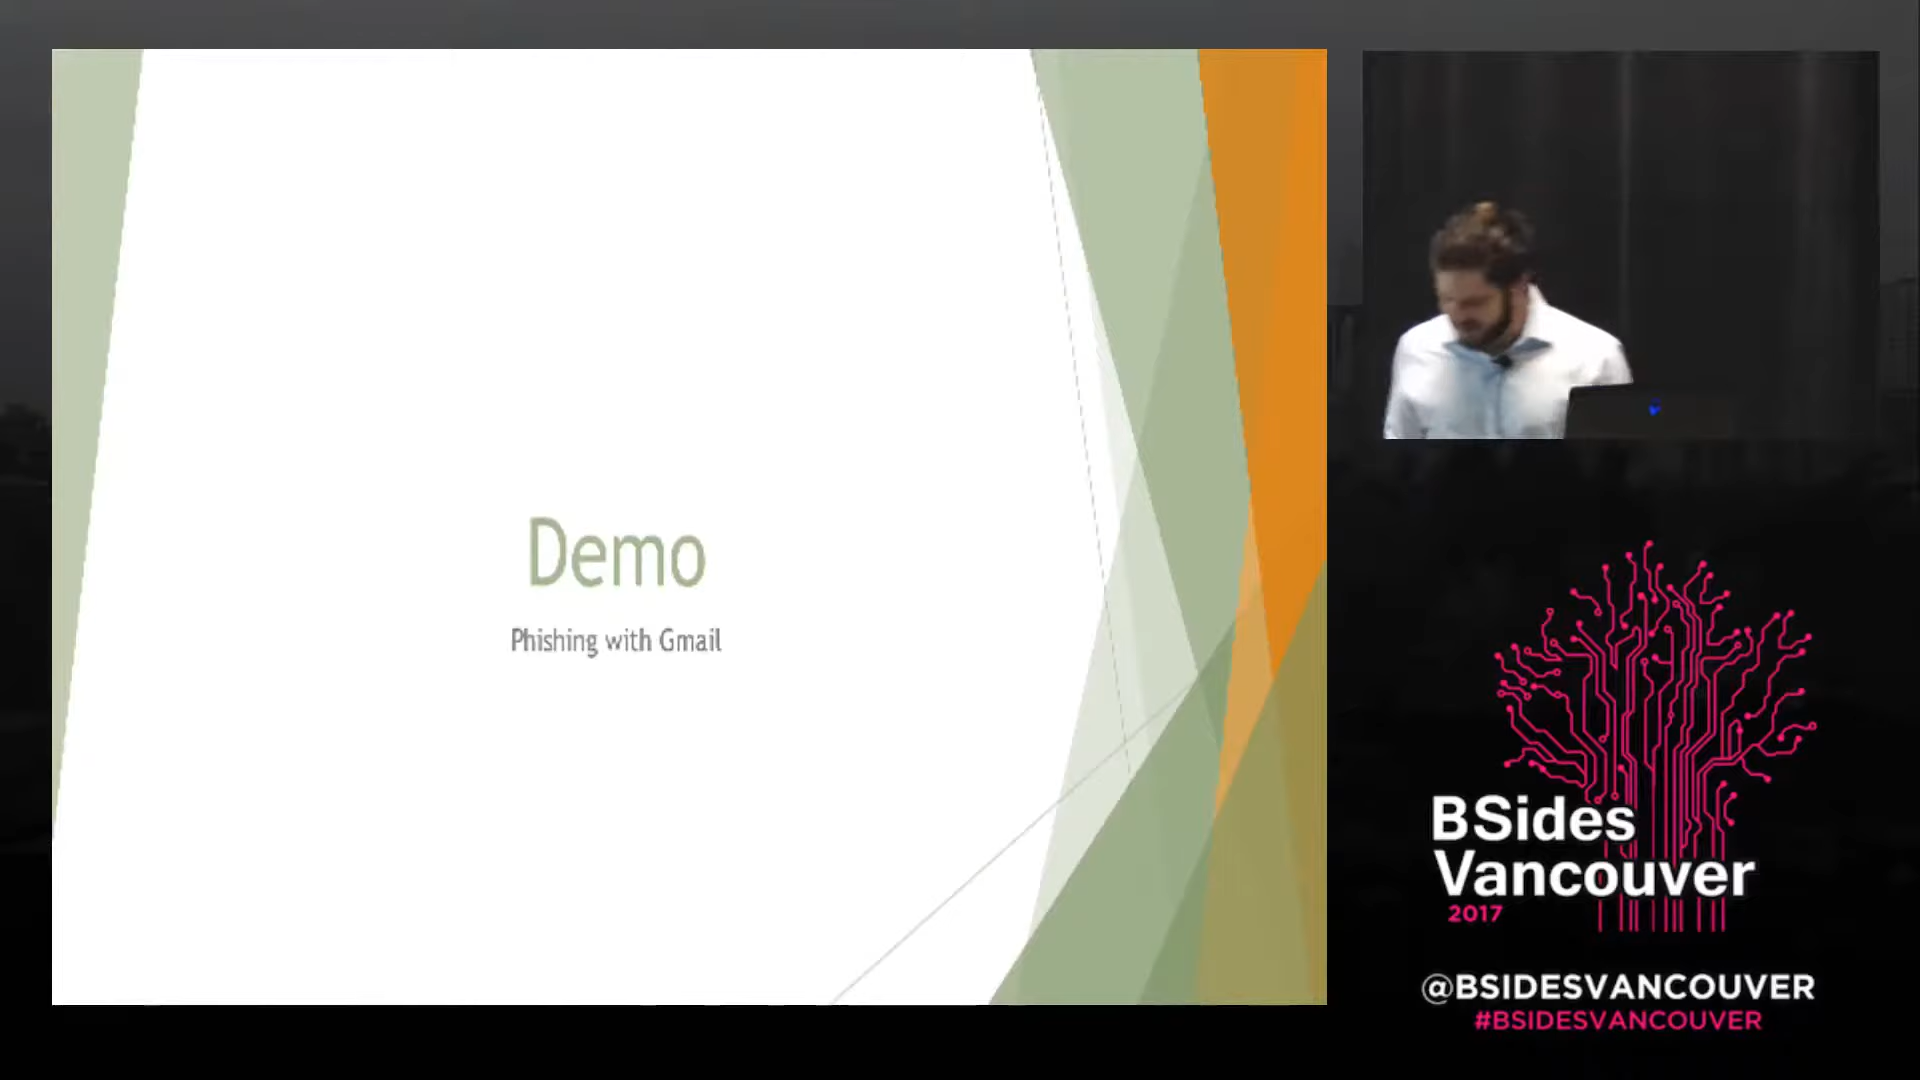 Demo
Phishing with Gmail
BSides
Vancouver
2017
@BSIDESVANCOUVER
#BSIDESVANCOUVER